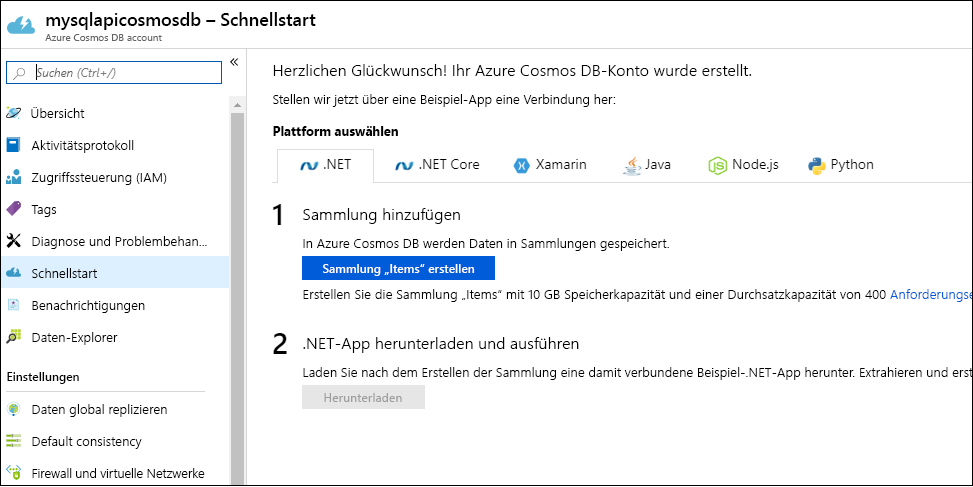 mysqlapicosmosdb – Schnellstart
Azure Cosmos DB account
Suchen (Ctrl+/)
«
Übersicht
Aktivitätsprotokoll
Zugriffssteuerung (IAM)
Tags
Diagnose und Problembehan...
Schnellstart
Benachrichtigungen
Daten-Explorer
Einstellungen
Daten global replizieren
Default consistency
Firewall und virtuelle Netzwerke
Herzlichen Glückwunsch! Ihr Azure Cosmos DB-Konto wurde erstellt.
Stellen wir jetzt über eine Beispiel-App eine Verbindung her:
Plattform auswählen
.NET .NET Core Xamarin Java Node.js Python
1 Sammlung hinzufügen
In Azure Cosmos DB werden Daten in Sammlungen gespeichert.
Sammlung „Items“ erstellen
Erstellen Sie die Sammlung „Items“ mit 10 GB Speicherkapazität und einer Durchsatzkapazität von 400 Anforderungse
2 .NET-App herunterladen und ausführen
Laden Sie nach dem Erstellen der Sammlung eine damit verbundene Beispiel-.NET-App herunter. Extrahieren und erst
Herunterladen